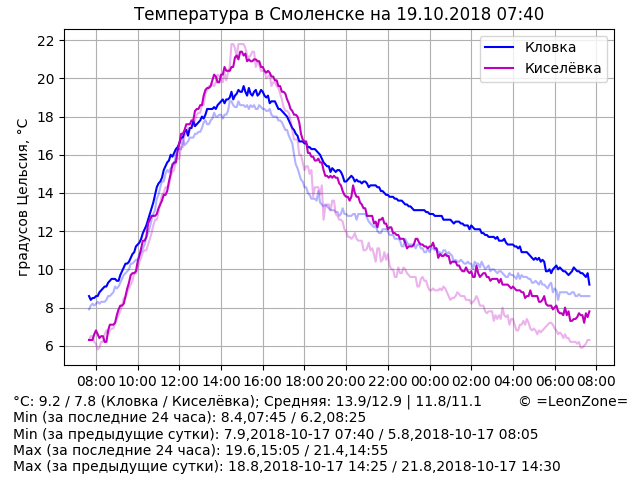 Температура в Смоленске на 19.10.2018 07:40
градусов Цельсия, °C
22
20
18
16
14
12
10
8
6
Кловка
Киселёвка
08:00 10:00 12:00 14:00 16:00 18:00 20:00 22:00 00:00 02:00 04:00 06:00 08:00
°C: 9.2 / 7.8 (Кловка / Киселёвка); Средняя: 13.9/12.9 | 11.8/11.1 © =LeonZone=
Min (за последние 24 часа): 8.4,07:45 / 6.2,08:25
Min (за предыдущие сутки): 7.9,2018-10-17 07:40 / 5.8,2018-10-17 08:05
Max (за последние 24 часа): 19.6,15:05 / 21.4,14:55
Max (за предыдущие сутки): 18.8,2018-10-17 14:25 / 21.8,2018-10-17 14:30